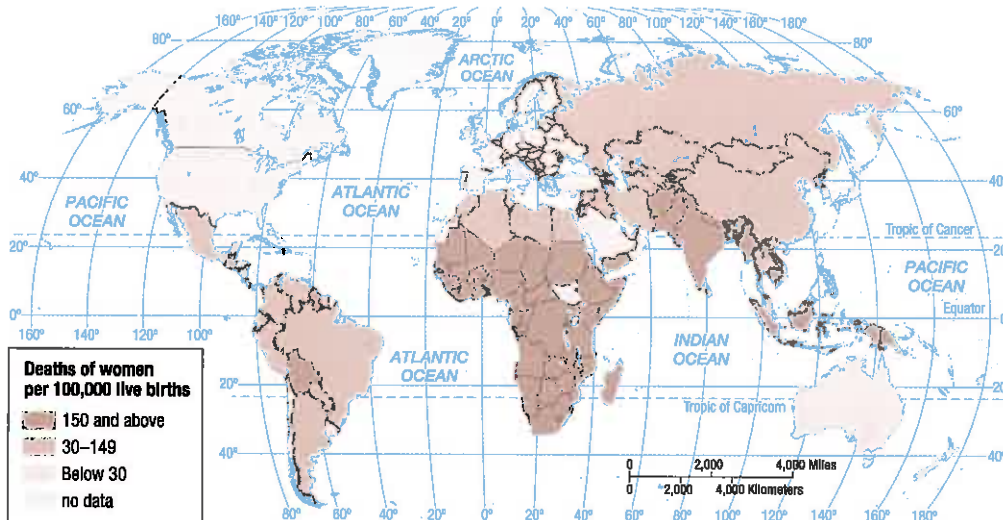 160° 140° 120° 100° 80° 60° 40° 20° 0° 20° 40° 60° 80° 100° 120° 140° 160° 180°
80° 80°
ARCTIC
OCEAN
60° 60°
40° 40°
PACIFIC
OCEAN
ATLANTIC
OCEAN
20° 20°
Tropic of Cancer
PACIFIC
OCEAN
Equator
0° 0°
160° 140° 120° 100° 160° 180°
INDIAN
OCEAN
ATLANTIC
OCEAN
20° 20°
Tropic of Capricorn
40° 40°
0 2,000 4,000 Miles
0 2,000 4,000 Kilometers
80° 60° 40° 20° 0° 20° 40° 60° 80° 100° 120° 140° 160° 180°
Deaths of women
per 100,000 live births
150 and above
30–149
Below 30
no data